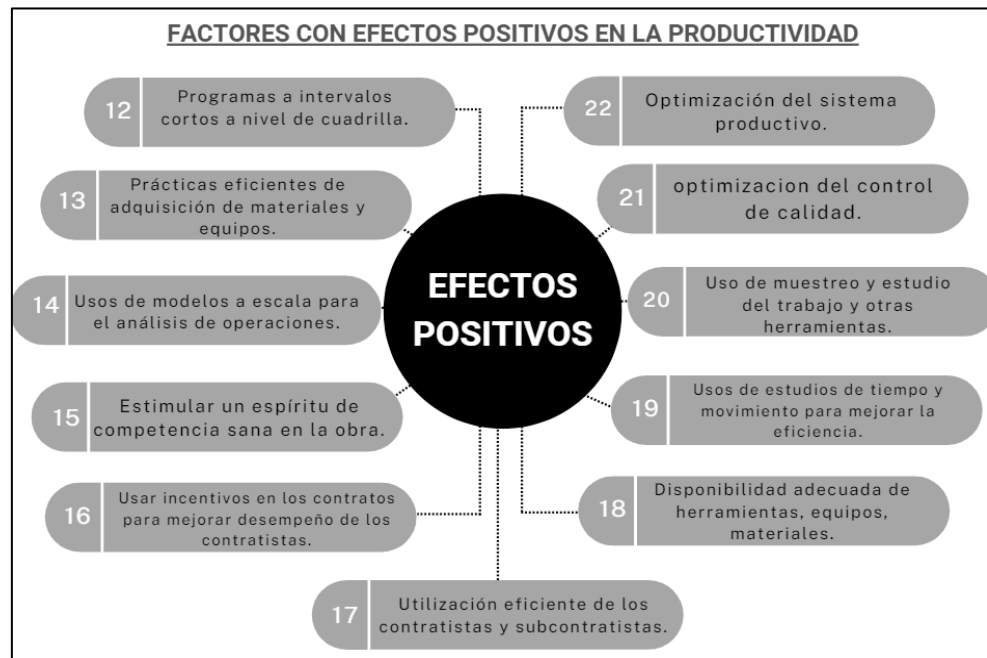 FACTORES CON EFECTOS POSITIVOS EN LA PRODUCTIVIDAD
12
Programas a intervalos
cortos a nivel de cuadrilla.
13
Prácticas eficientes de
adquisición de materiales y
equipos.
14
Usos de modelos a escala para
el análisis de operaciones.
15
Estimular un espíritu de
competencia sana en la obra.
16
Usar incentivos en los contratos
para mejorar desempeño de los
contratistas.
17
Utilización eficiente de los
contratistas y subcontratistas.
EFECTOS
POSITIVOS
22
Optimización del sistema
productivo.
21
optimizacion del control
de calidad.
20
Uso de muestreo y estudio
del trabajo y otras
herramientas.
19
Usos de estudios de tiempo y
movimiento para mejorar la
eficiencia.
18
Disponibilidad adecuada de
herramientas, equipos,
materiales.